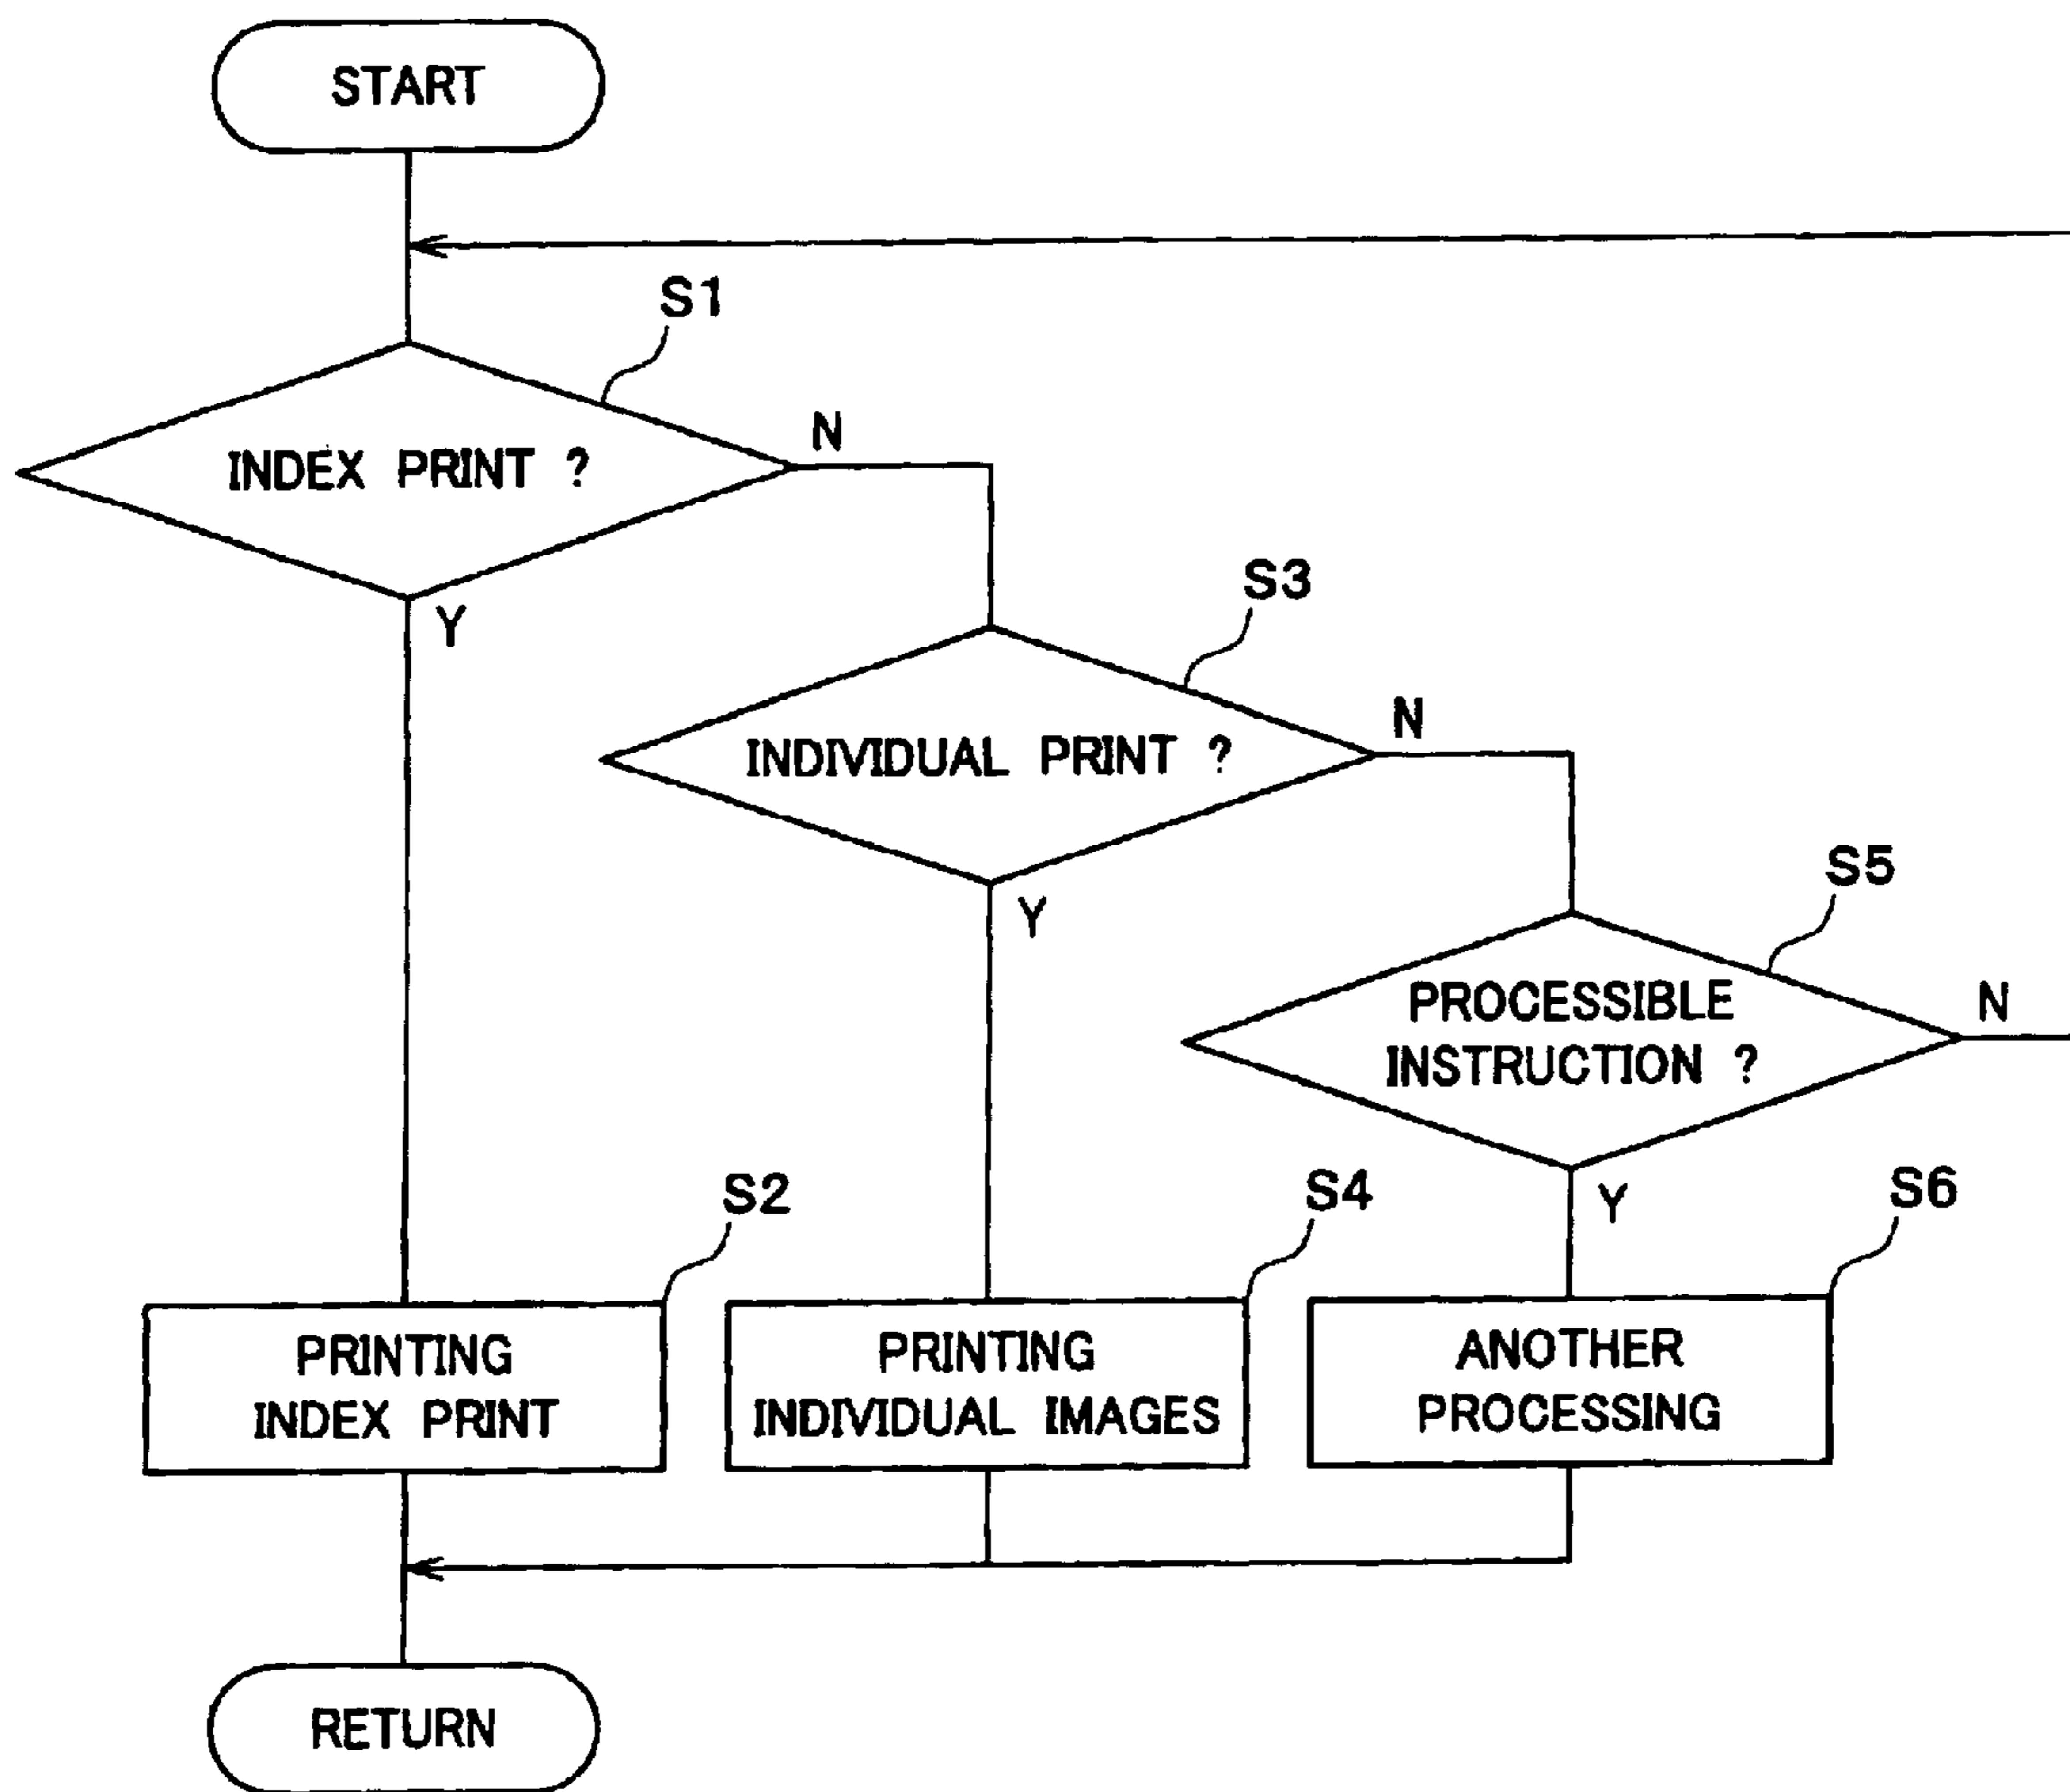 START
S1
INDEX PRINT ?
N
Y
S3
INDIVIDUAL PRINT ?
N
Y
S5
PROCESSIBLE
INSTRUCTION ?
N
Y
S2
PRINTING
INDEX PRINT
S4
PRINTING
INDIVIDUAL IMAGES
S6
ANOTHER
PROCESSING
RETURN